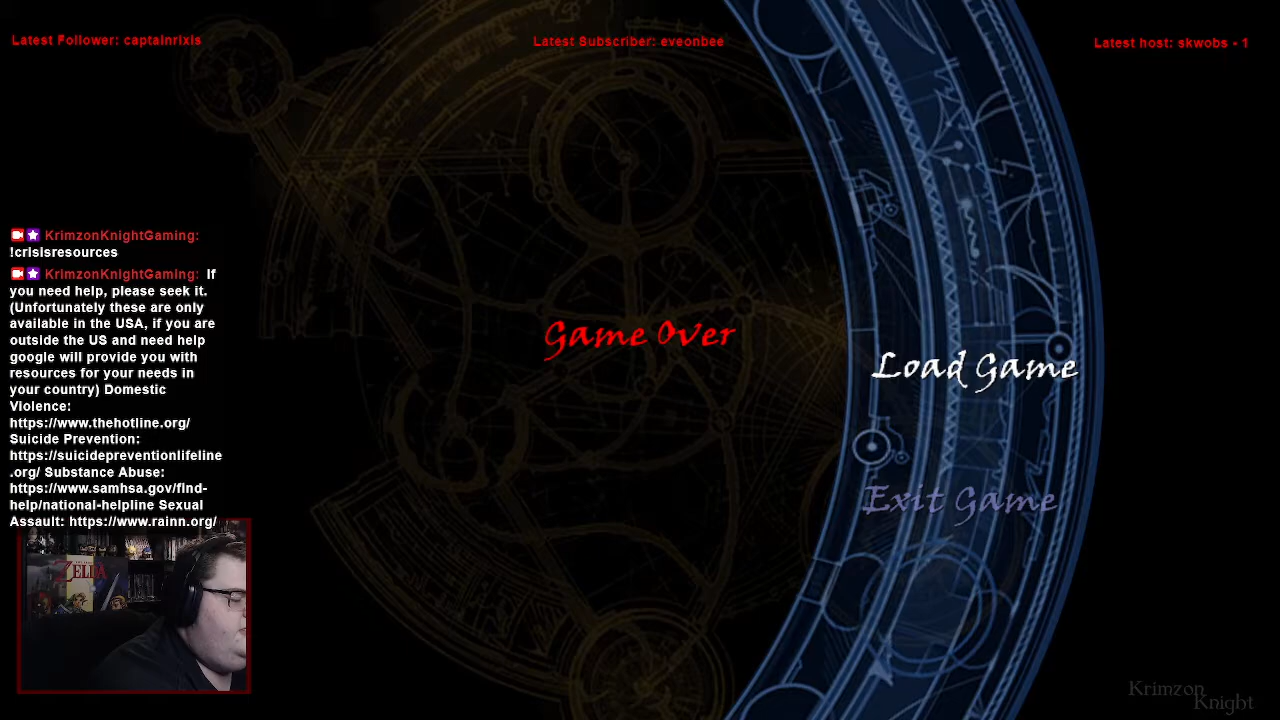 Latest Follower: captainrixis
Latest Subscriber: eveonbee
Latest host: skwobs - 1
KrimzonKnightGaming:
!crisisresources
KrimzonKnightGaming: If
you need help, please seek it.
(Unfortunately these are only
available in the USA, if you are
outside the US and need help
google will provide you with
resources for your needs in
your country) Domestic
Violence:
https://www.thehotline.org/
Suicide Prevention:
https://suicidepreventionlifeline
.org/ Substance Abuse:
https://www.samhsa.gov/find-
help/national-helpline Sexual
Assault: https://www.rainn.org/
Game Over
Load Game
Exit Game
ZELDA
Krimzon
Knight